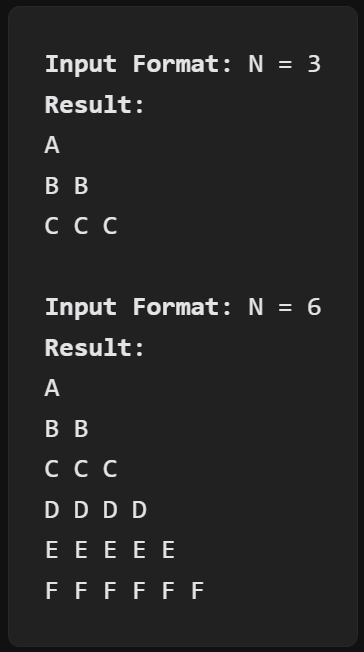 Input Format: N = 3
Result:
A
B B
C C C
Input Format: N = 6
Result:
A
B B
C C C
D D D D
E E E E E
F F F F F F